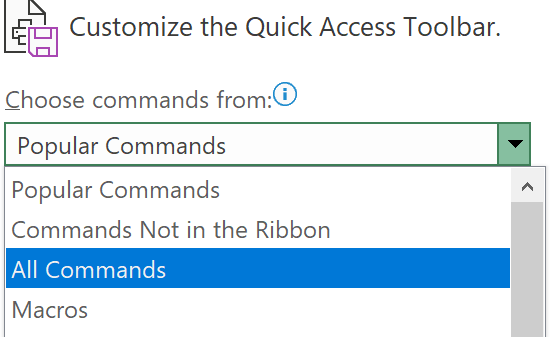 Customize the Quick Access Toolbar.
Choose commands from:
Popular Commands
Popular Commands
Commands Not in the Ribbon
All Commands
Macros